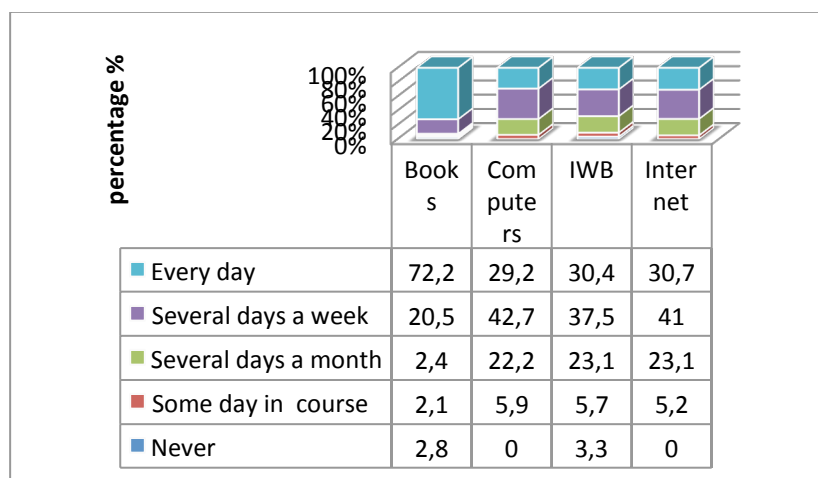 percentage %
100%
80%
60%
40%
20%
0%
Book
s
Com
pute
rs
IWB
Inter
net
Every day 72,2 29,2 30,4 30,7
Several days a week 20,5 42,7 37,5 41
Several days a month 2,4 22,2 23,1 23,1
Some day in course 2,1 5,9 5,7 5,2
Never 2,8 0 3,3 0